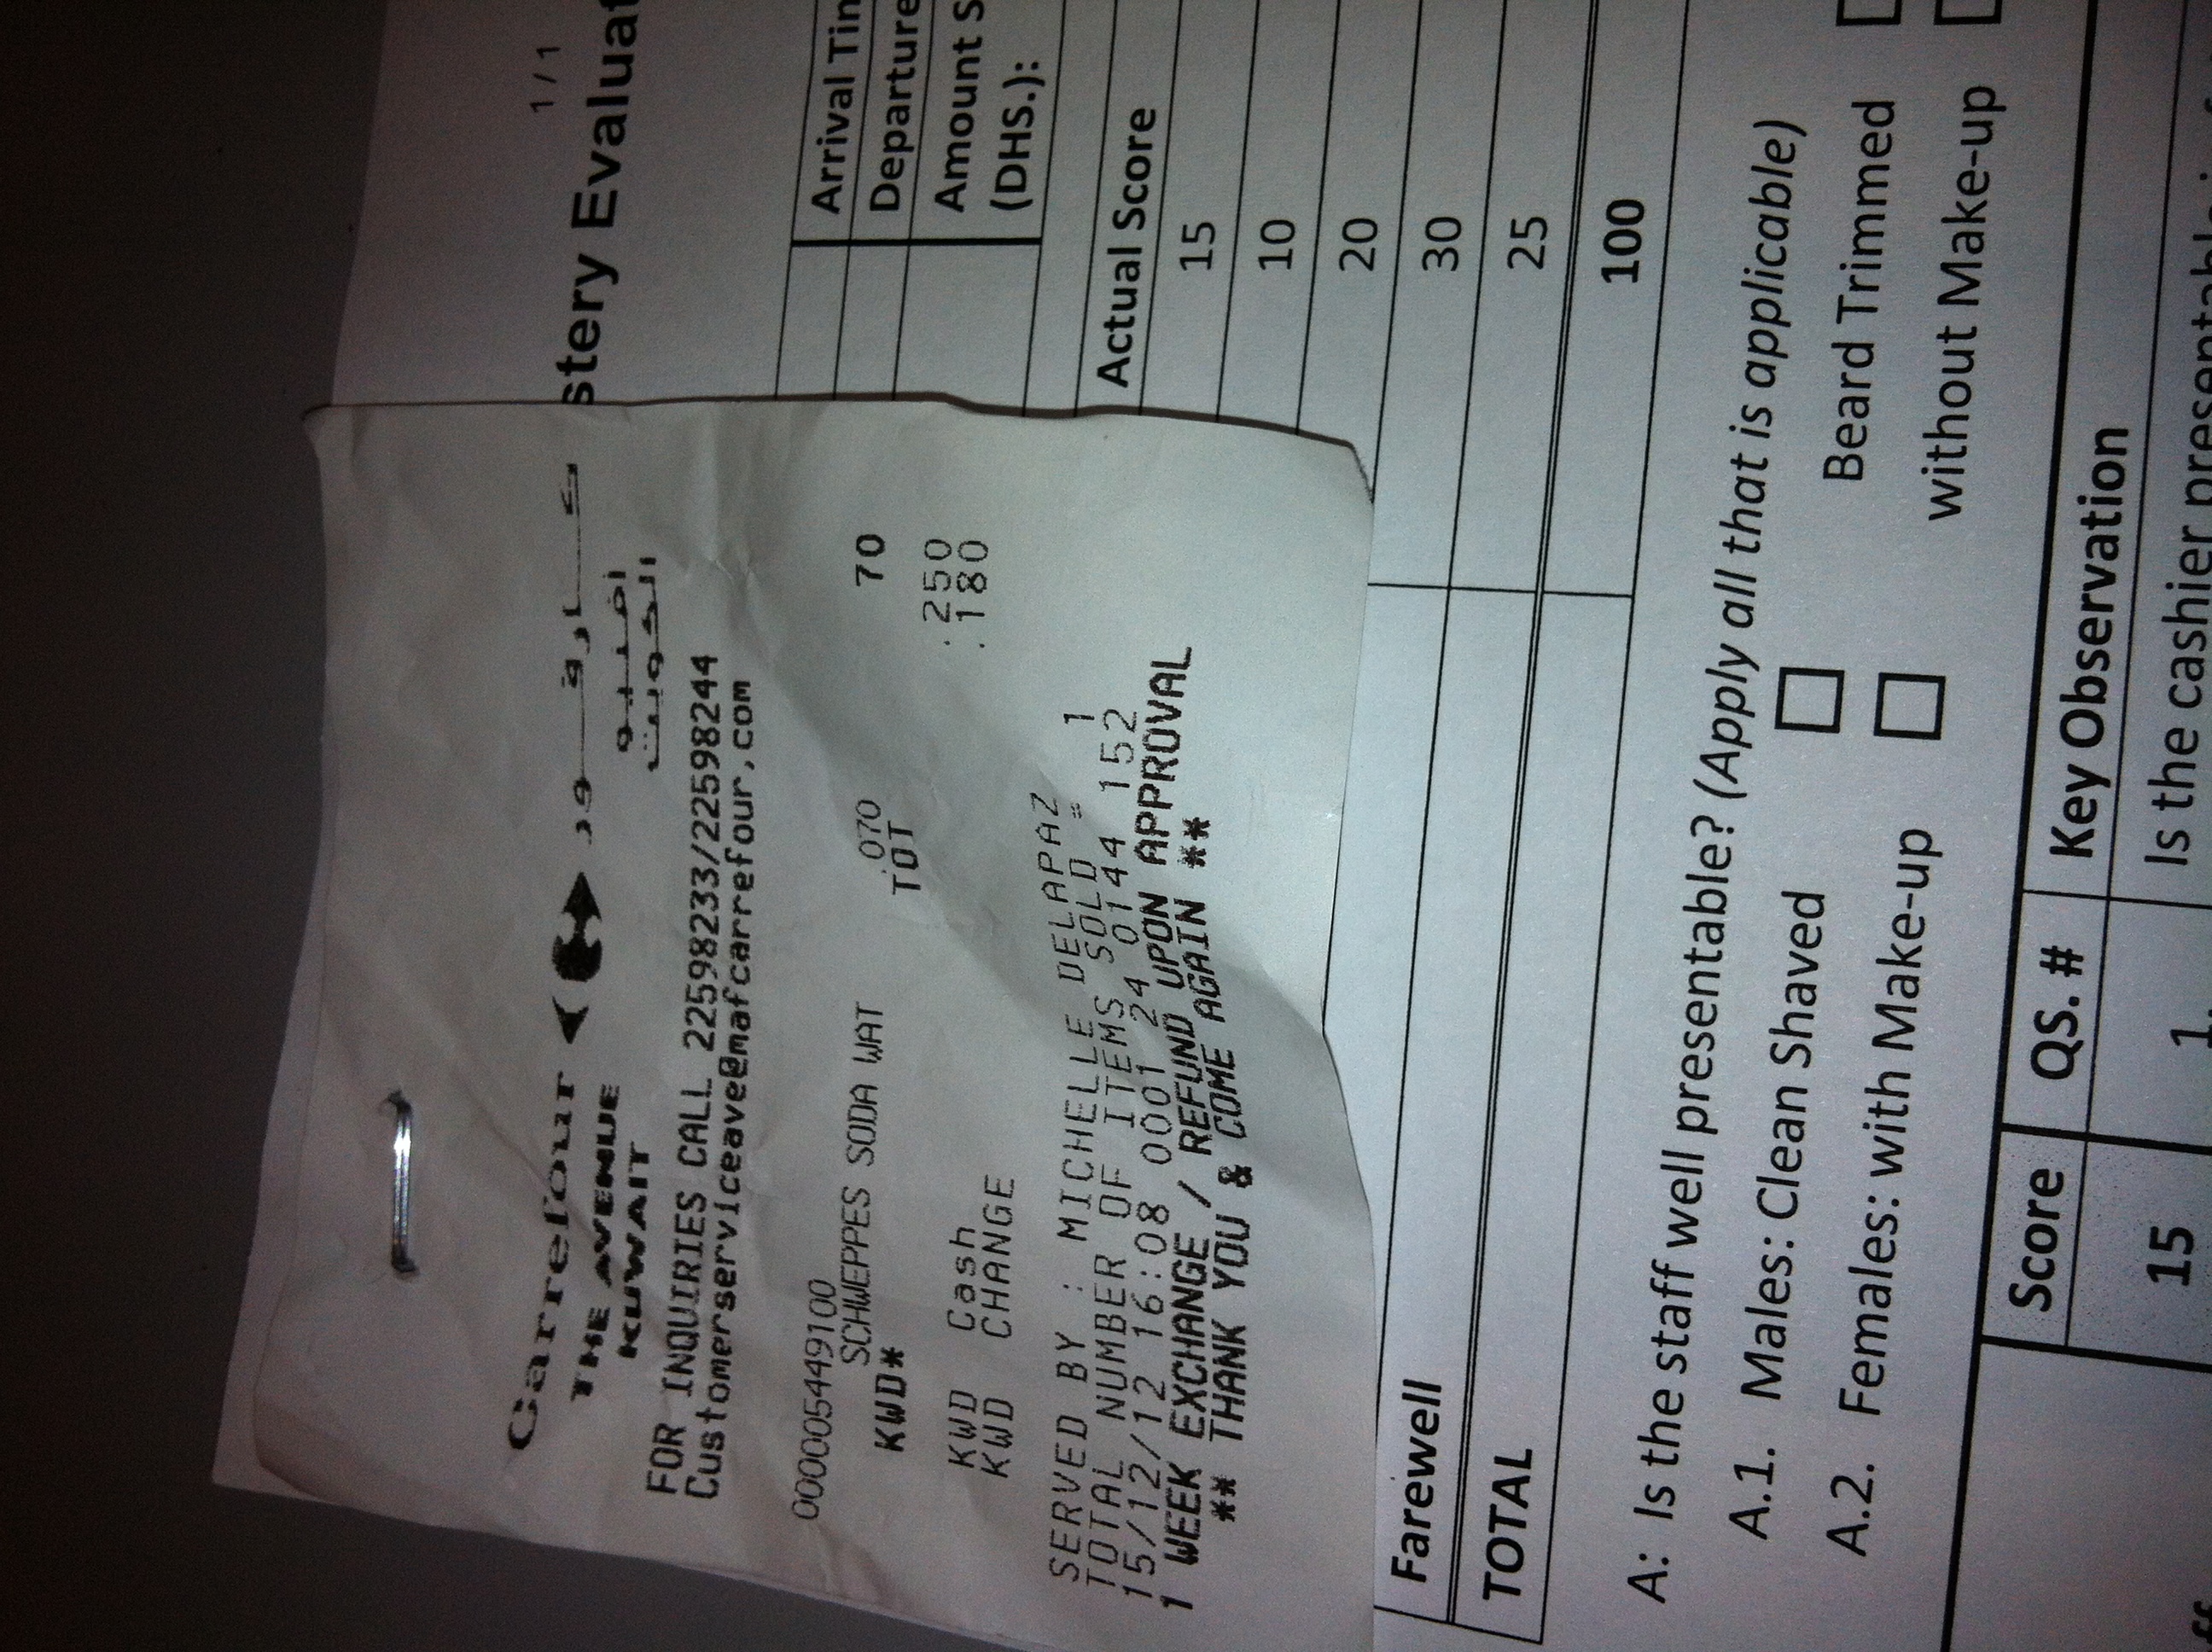 1 / 1
stery Evaluat
Arrival Tim
Departure
Amount S
(DHS.):
Actual Score
15
10
20
30
25
100
Carrefour كارفور
THE AVENUE افنيو
KUWAIT الكويت
FOR INQUIRIES CALL 22598233/22598244
Customerserviceave@mafcarrefour,com
000005449100
SCHWEPPES SODA WAT .070
KWD* TOT 70
KWD Cash .250
KWD CHANGE .180
SERVED BY : MICHELLE DELAPAZ
TOTAL NUMBER OF ITEMS SOLD = 1
15/12/12 16:08 0001 24 0144 152
1 WEEK EXCHANGE / REFUND UPON APPROVAL
** THANK YOU & COME AGAIN **
Farewell
TOTAL
A: Is the staff well presentable? (Apply all that is applicable)
A.1. Males: Clean Shaved Beard Trimmed
A.2. Females: with Make-up without Make-up
Score QS. # Key Observation
15 1. Is the cashier presentable